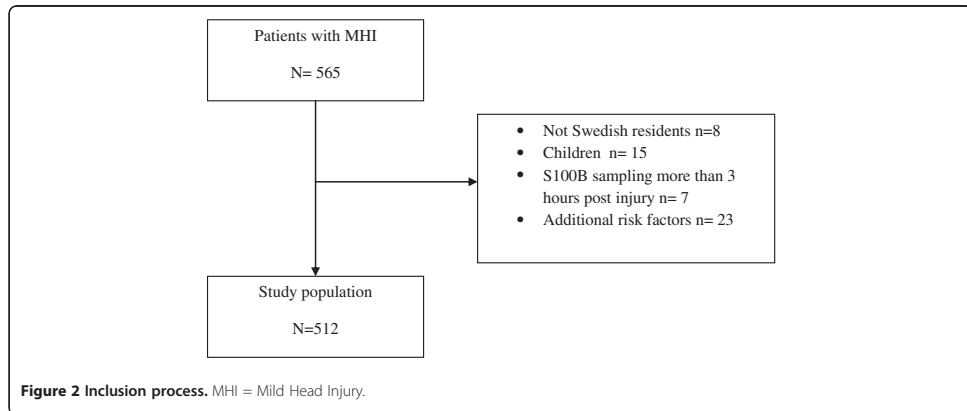 Patients with MHI
N= 565
• Not Swedish residents n=8
• Children n= 15
• S100B sampling more than 3
hours post injury n= 7
• Additional risk factors n= 23
Study population
N=512
Figure 2 Inclusion process. MHI = Mild Head Injury.